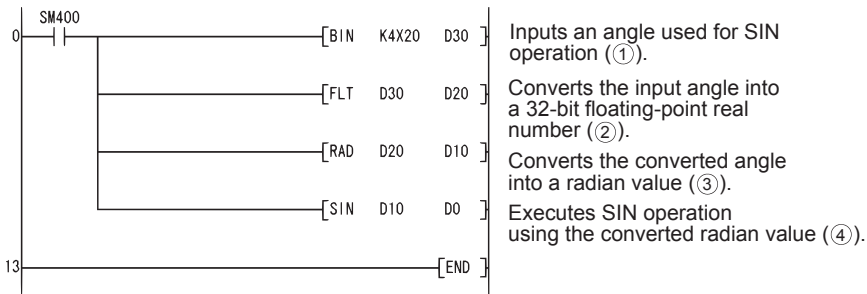 SM400
0 BIN K4X20 D30 Inputs an angle used for SIN
operation (①).
FLT D30 D20 Converts the input angle into
a 32-bit floating-point real
number (②).
RAD D20 D10 Converts the converted angle
into a radian value (③).
SIN D10 D0 Executes SIN operation
using the converted radian value (④).
13 END